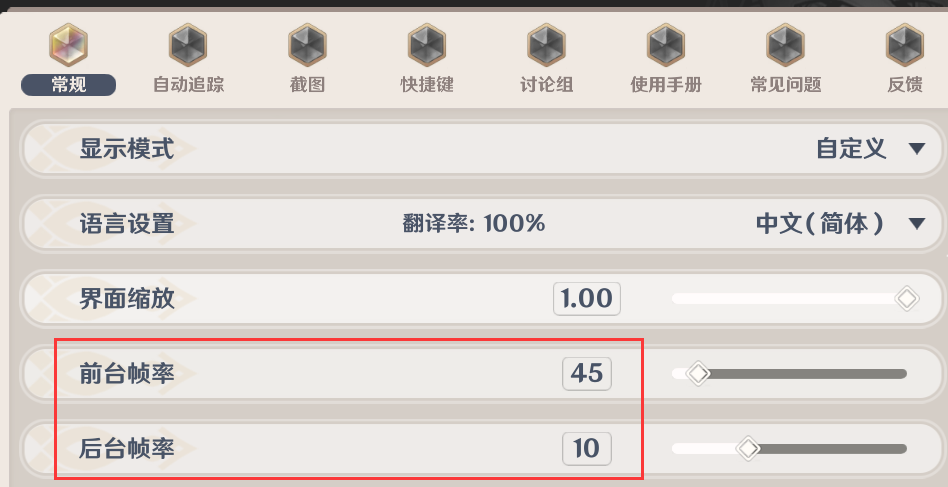 常规 自动追踪 截图 快捷键 讨论组 使用手册 常见问题 反馈
显示模式 自定义
语言设置 翻译率: 100% 中文(简体)
界面缩放 1.00
前台帧率 45
后台帧率 10